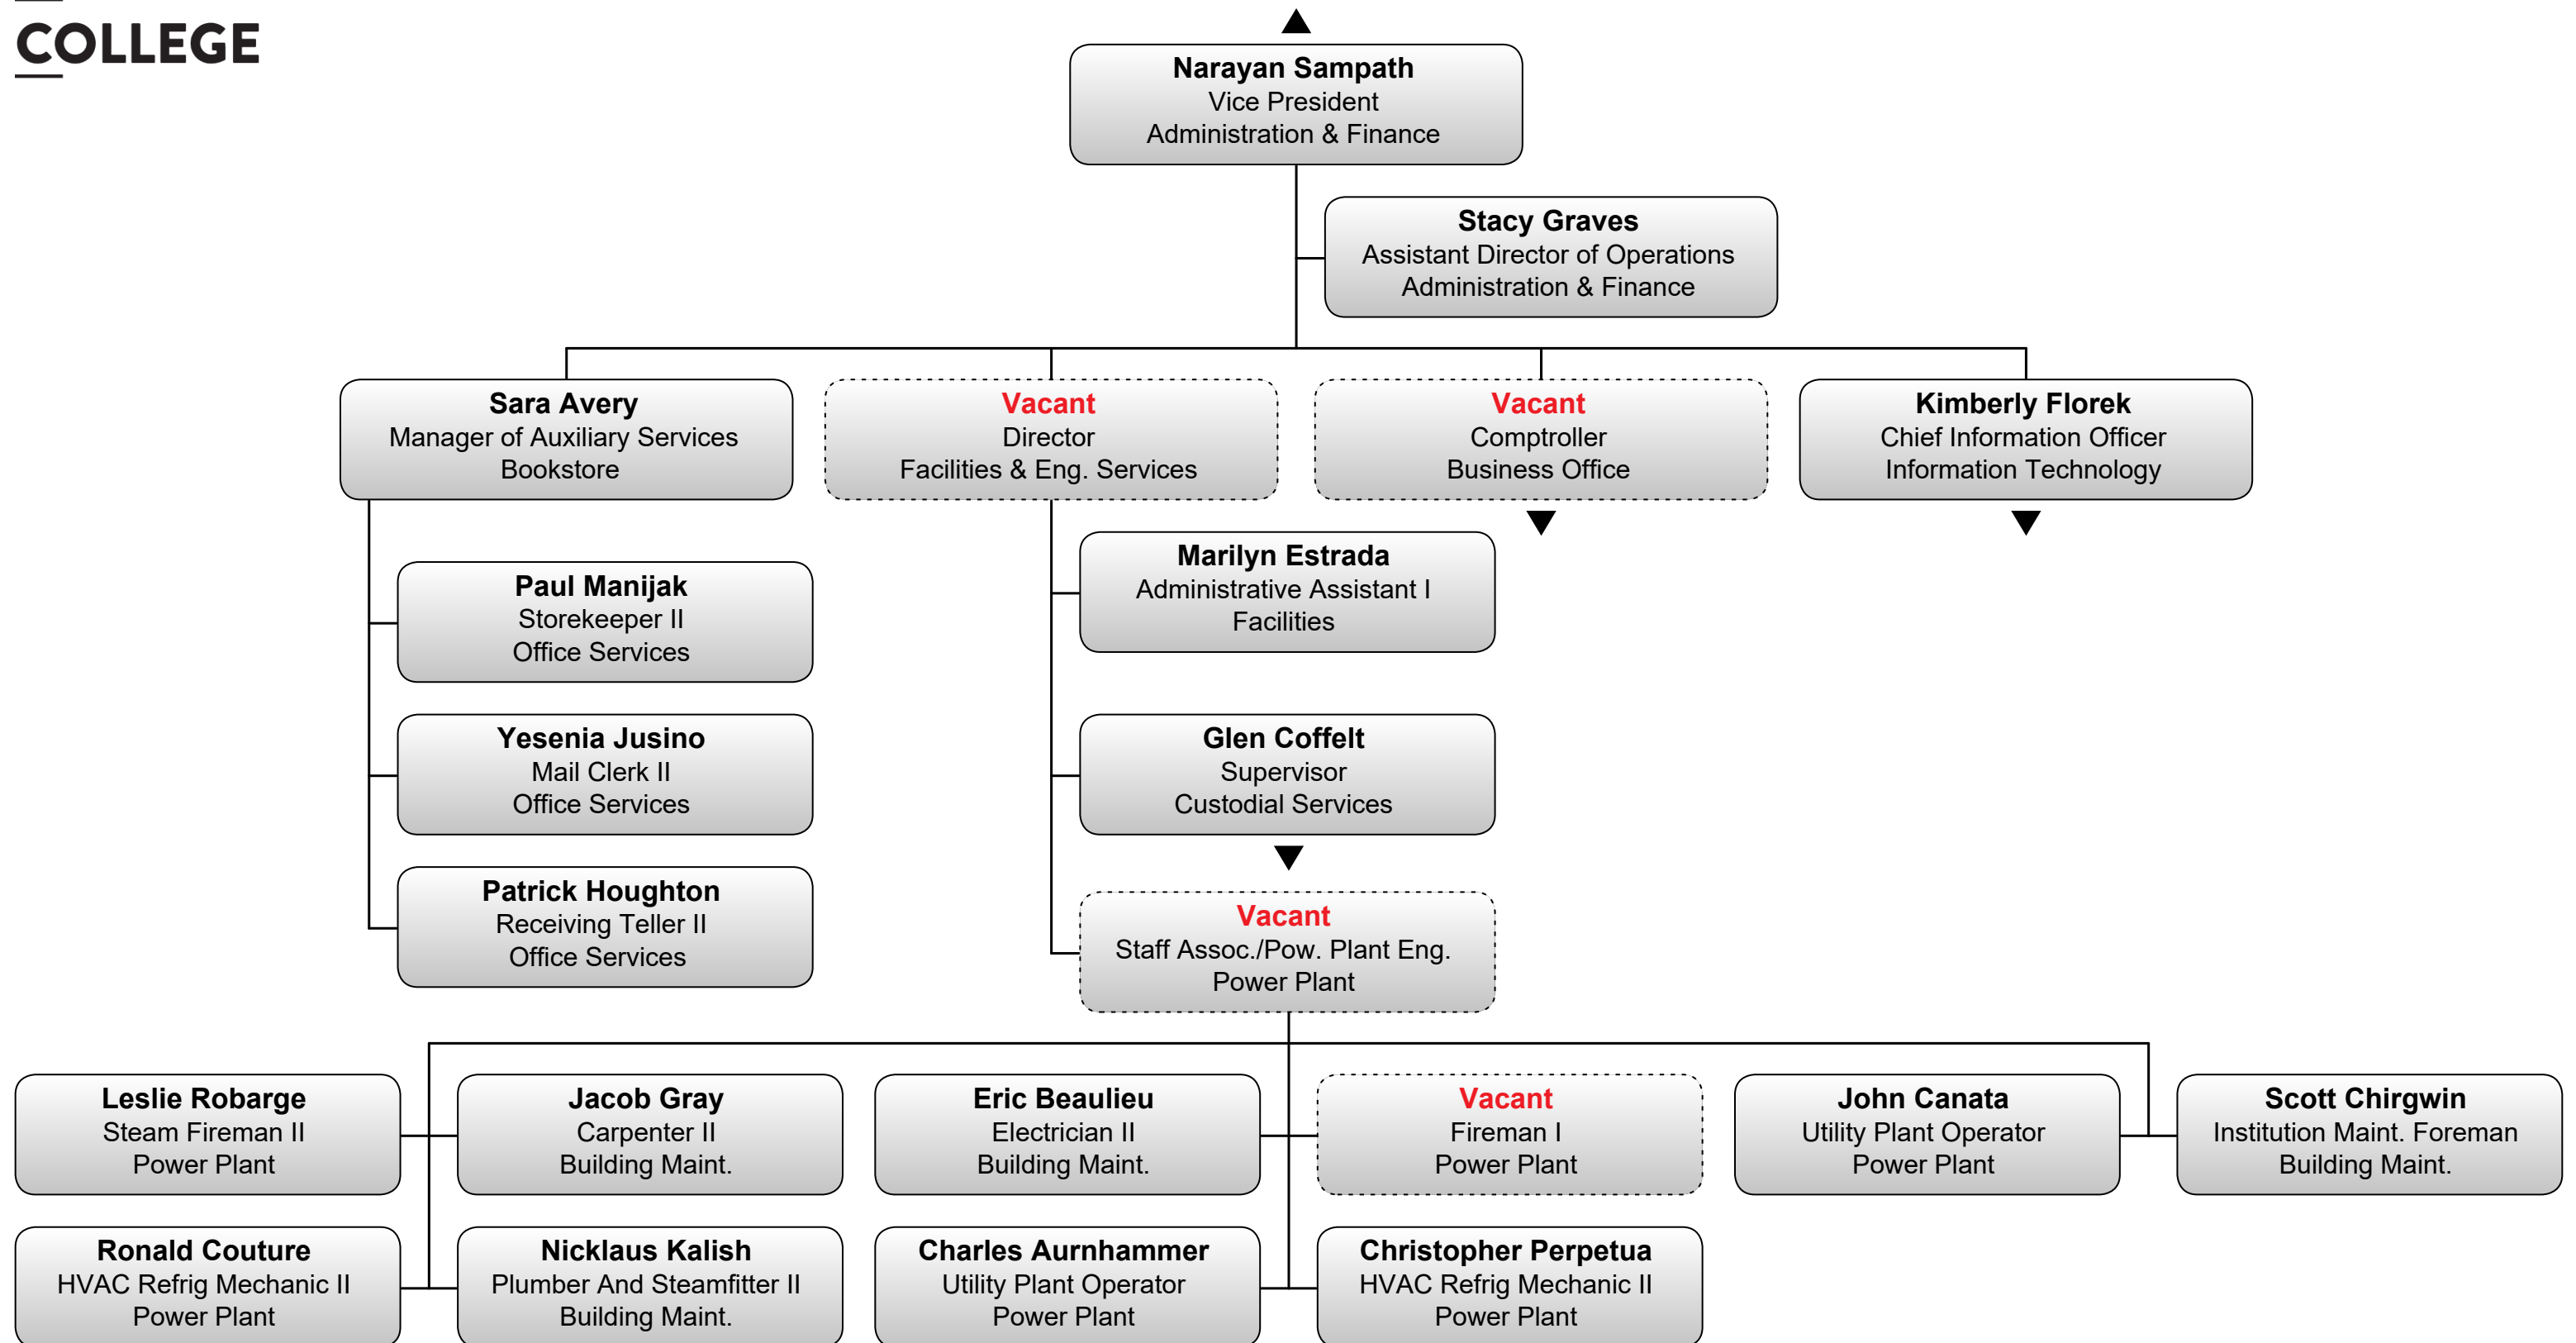 COLLEGE
Narayan Sampath
Vice President
Administration & Finance
Stacy Graves
Assistant Director of Operations
Administration & Finance
Sara Avery
Manager of Auxiliary Services
Bookstore
Vacant
Director
Facilities & Eng. Services
Vacant
Comptroller
Business Office
Kimberly Florek
Chief Information Officer
Information Technology
Paul Manijak
Storekeeper II
Office Services
Yesenia Jusino
Mail Clerk II
Office Services
Patrick Houghton
Receiving Teller II
Office Services
Marilyn Estrada
Administrative Assistant I
Facilities
Glen Coffelt
Supervisor
Custodial Services
Vacant
Staff Assoc./Pow. Plant Eng.
Power Plant
Leslie Robarge
Steam Fireman II
Power Plant
Jacob Gray
Carpenter II
Building Maint.
Eric Beaulieu
Electrician II
Building Maint.
Vacant
Fireman I
Power Plant
John Canata
Utility Plant Operator
Power Plant
Scott Chirgwin
Institution Maint. Foreman
Building Maint.
Ronald Couture
HVAC Refrig Mechanic II
Power Plant
Nicklaus Kalish
Plumber And Steamfitter II
Building Maint.
Charles Aurnhammer
Utility Plant Operator
Power Plant
Christopher Perpetua
HVAC Refrig Mechanic II
Power Plant